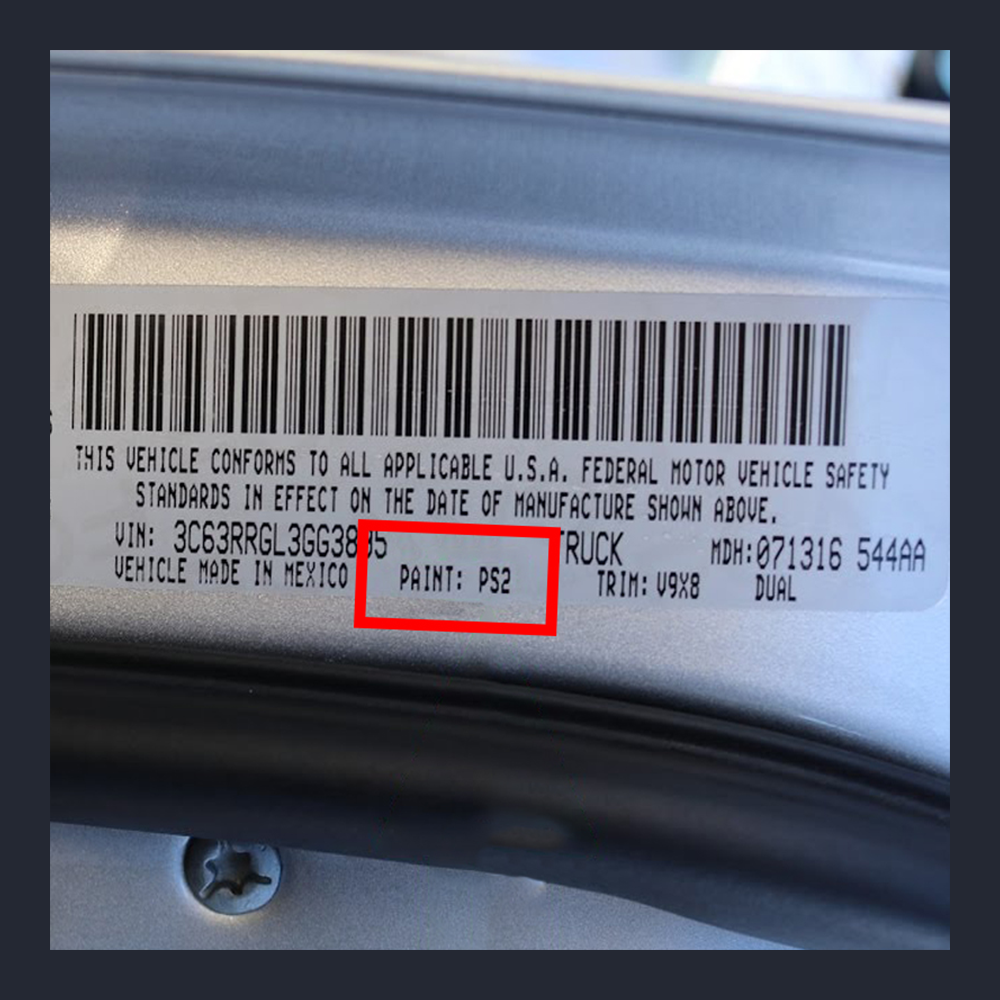 THIS VEHICLE CONFORMS TO ALL APPLICABLE U.S.A. FEDERAL MOTOR VEHICLE SAFETY
STANDARDS IN EFFECT ON THE DATE OF MANUFACTURE SHOWN ABOVE.
VIN: TRUCK MDH:071316 544AA
VEHICLE MADE IN MEXICO PAINT: PS2 TRIM: V9X8 DUAL